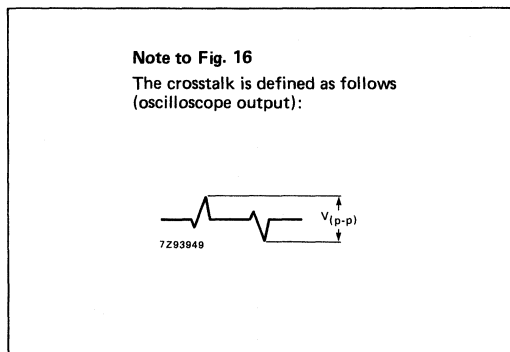 Note to Fig. 16
The crosstalk is defined as follows
(oscilloscope output):
V(p-p)
7Z93949